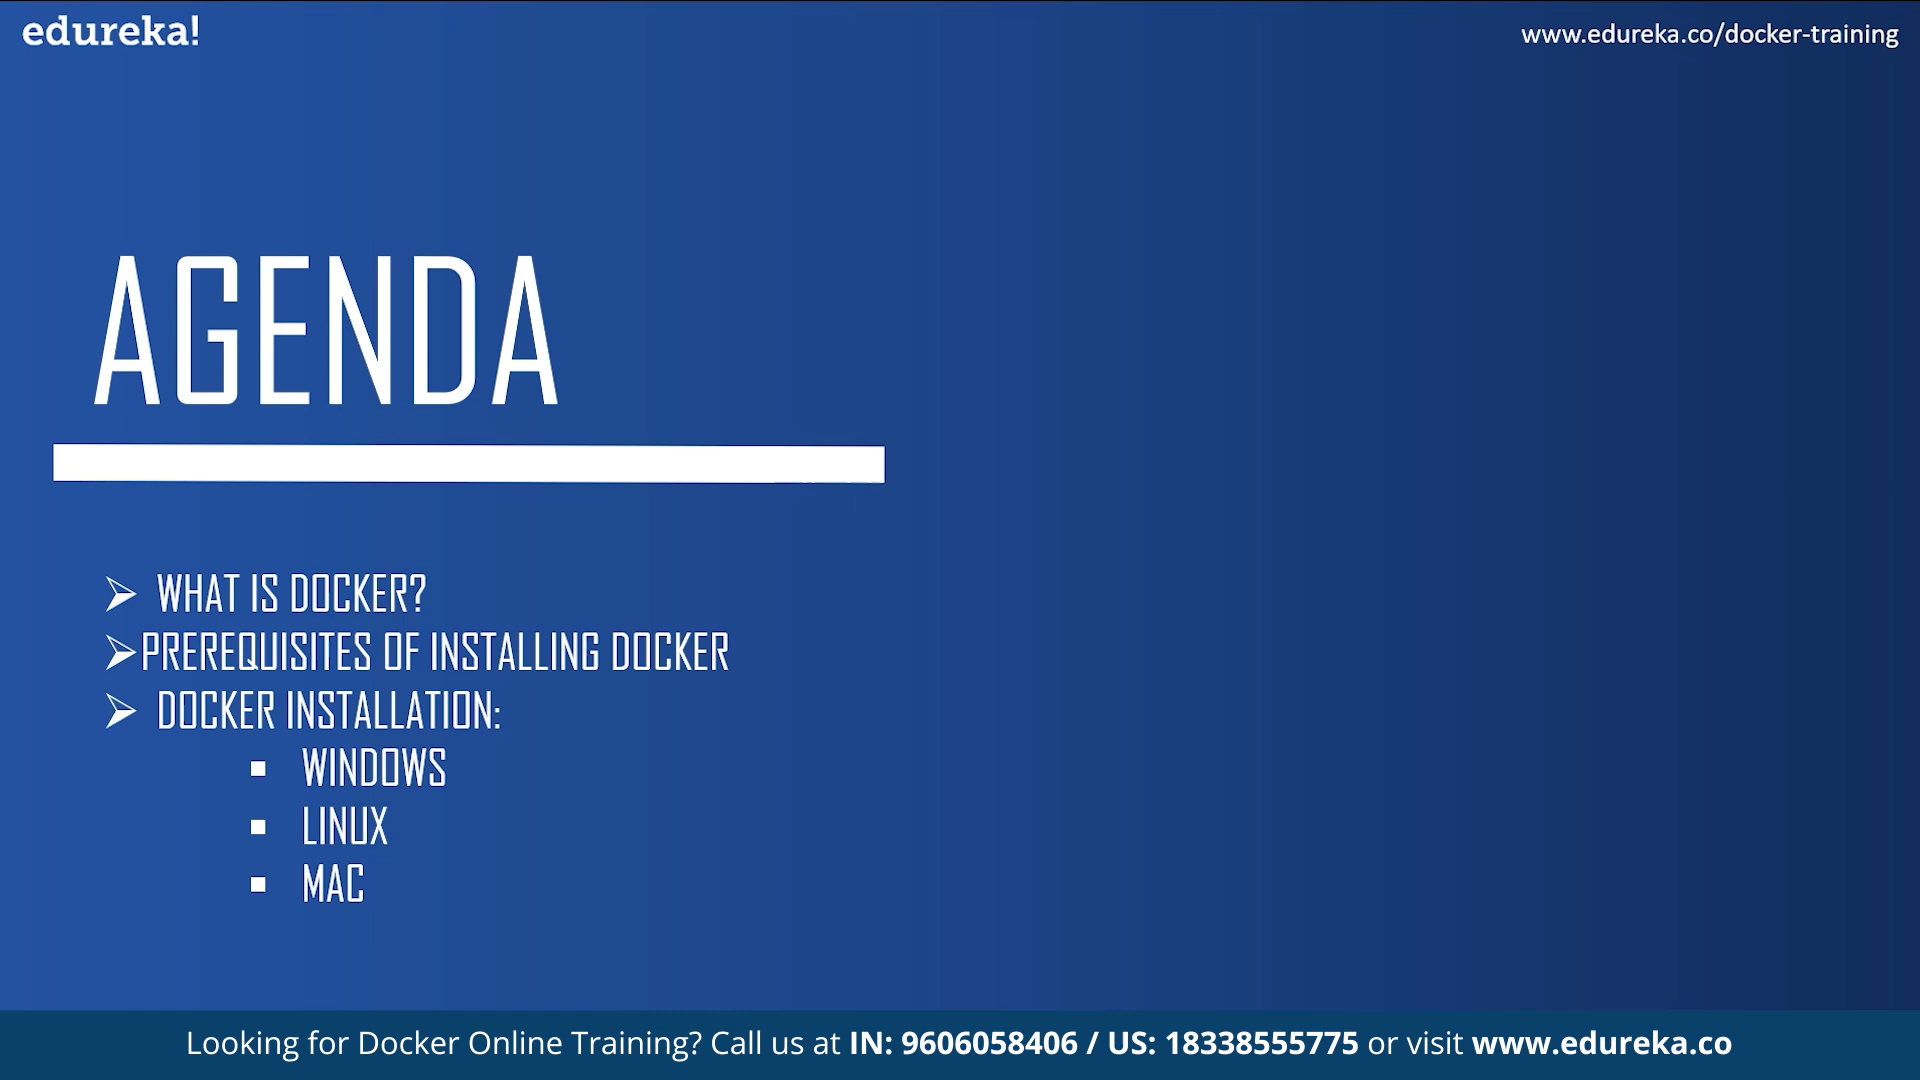 edureka!
www.edureka.co/docker-training
AGENDA
WHAT IS DOCKER?
PREREQUISITES OF INSTALLING DOCKER
DOCKER INSTALLATION:
WINDOWS
LINUX
MAC
Looking for Docker Online Training? Call us at IN: 9606058406 / US: 18338555775 or visit www.edureka.co